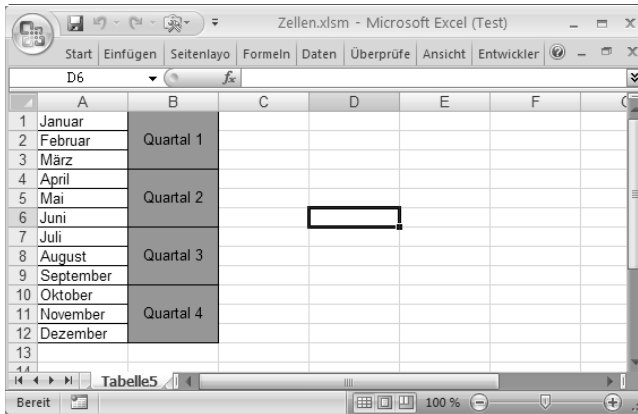 Zellen.xlsm - Microsoft Excel (Test)
Start Einfügen Seitenlayo Formeln Daten Überprüfe Ansicht Entwickler
D6 fx
A B C D E F
1 Januar
2 Februar Quartal 1
3 März
4 April
5 Mai Quartal 2
6 Juni
7 Juli
8 August Quartal 3
9 September
10 Oktober
11 November Quartal 4
12 Dezember
13
Tabelle5
Bereit 100 %